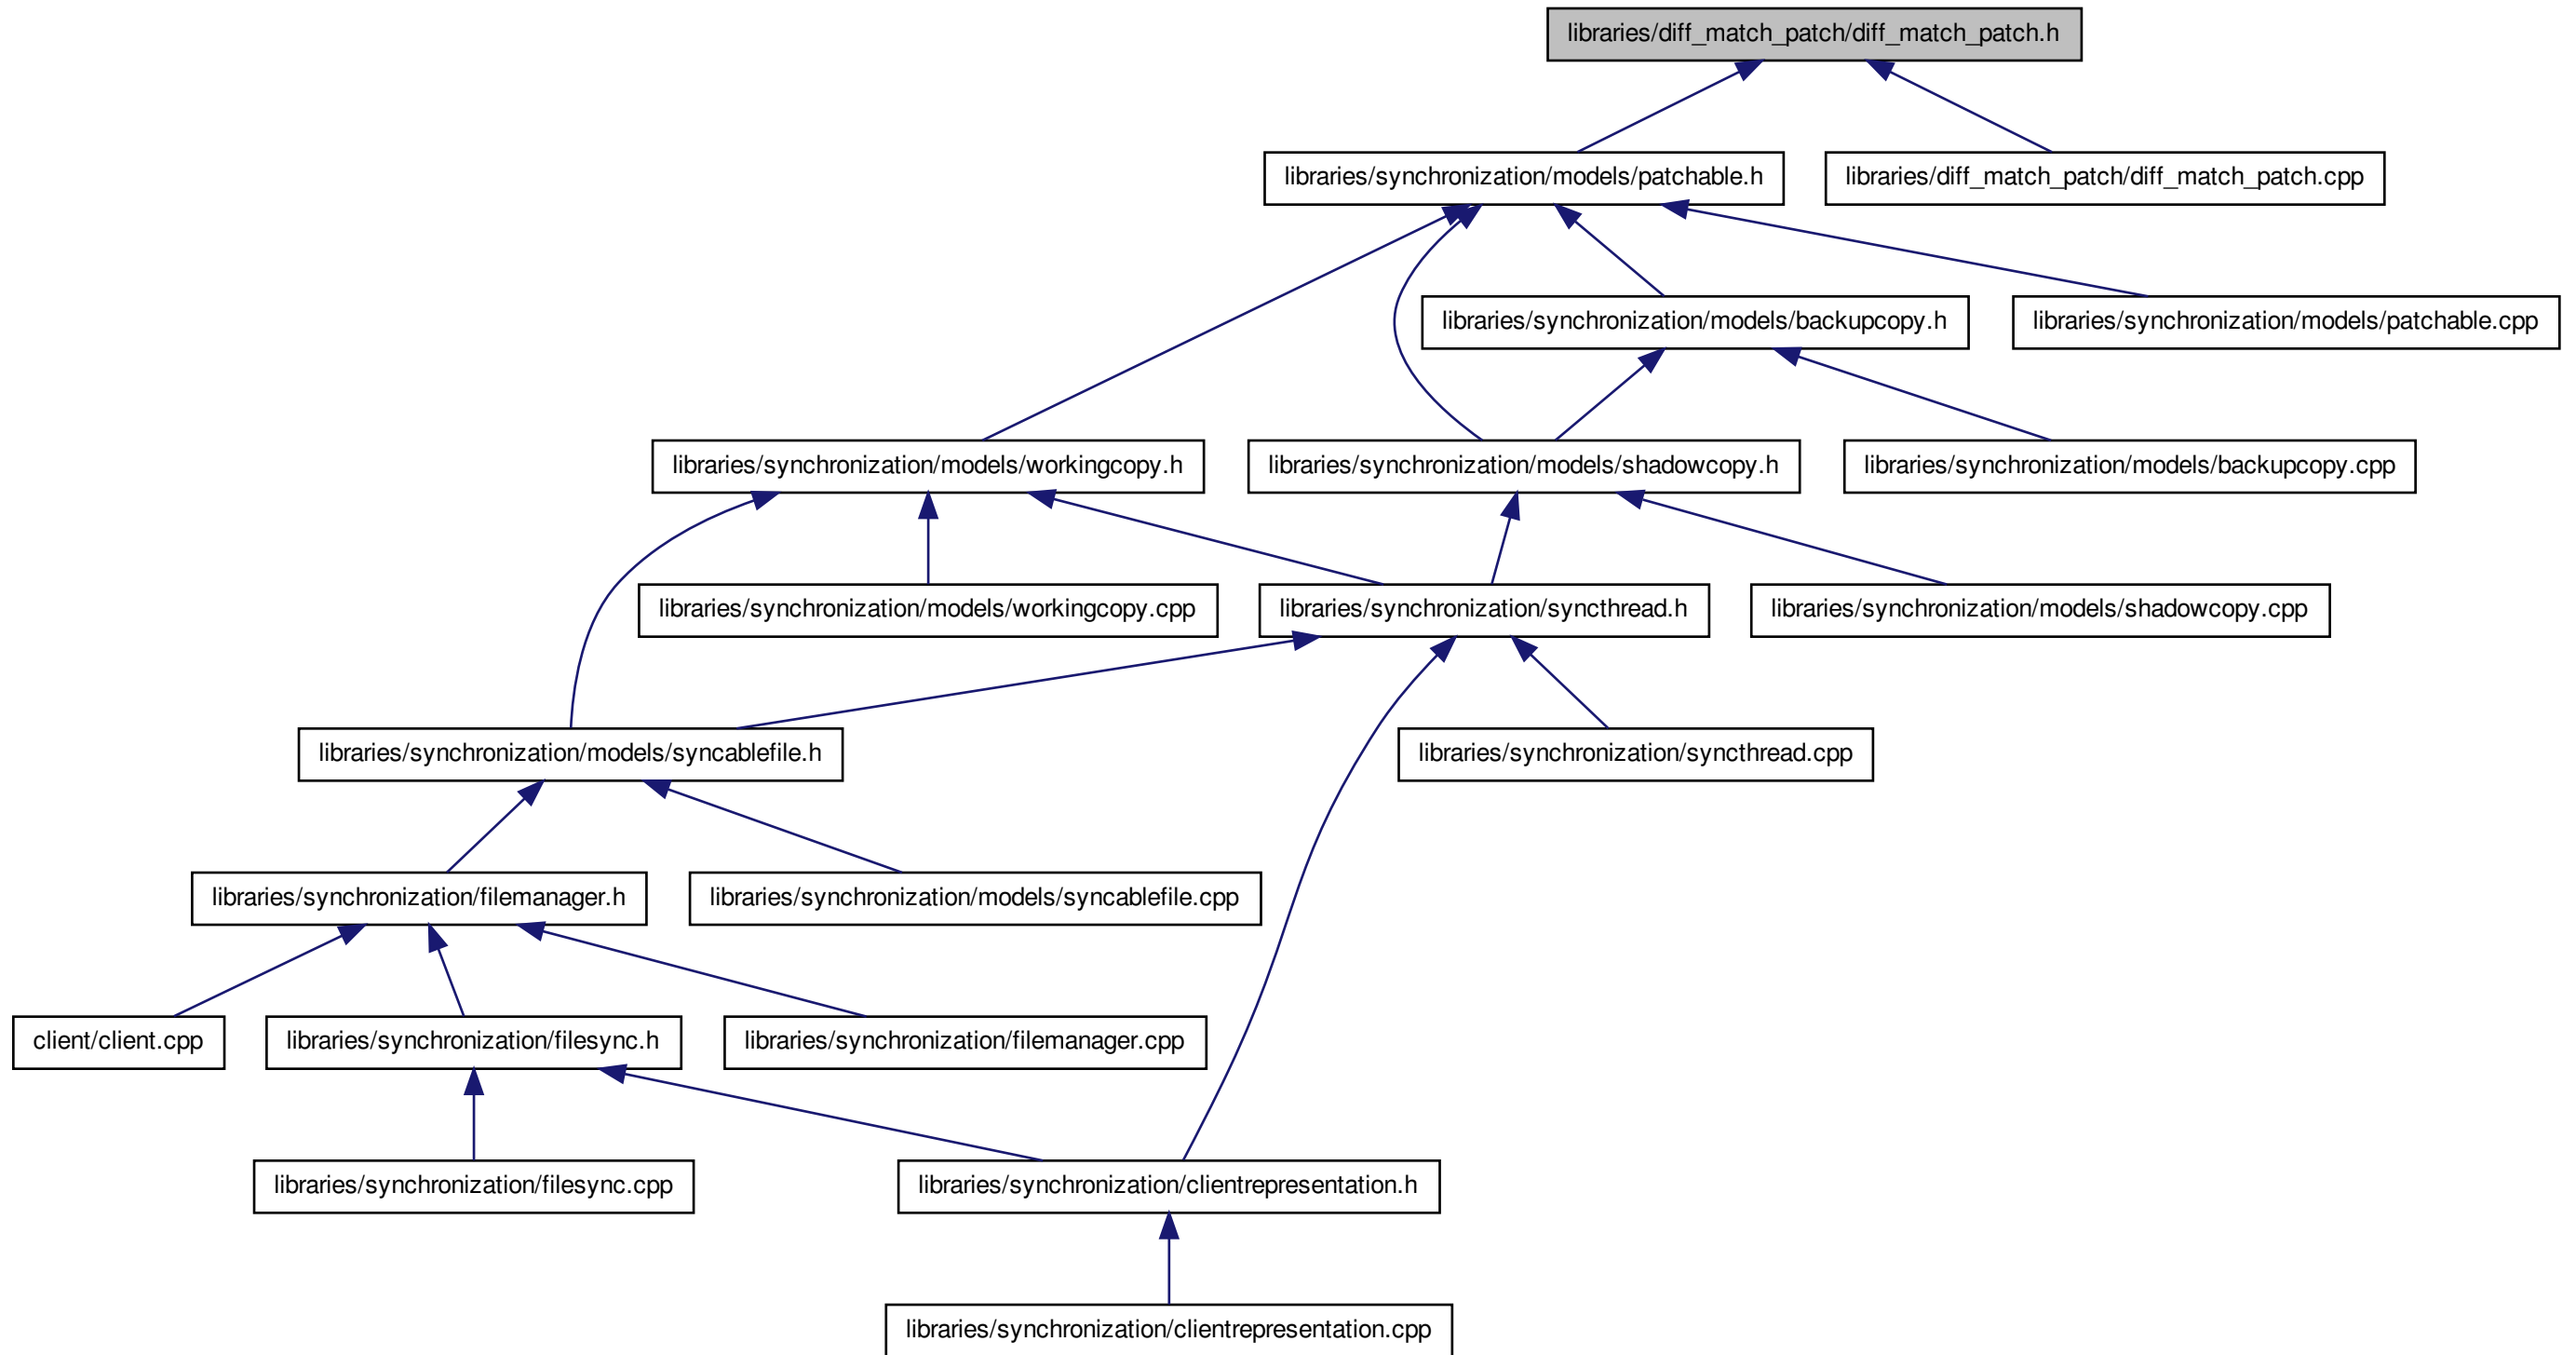 libraries/diff_match_patch/diff_match_patch.h
libraries/synchronization/models/patchable.h
libraries/diff_match_patch/diff_match_patch.cpp
libraries/synchronization/models/backupcopy.h
libraries/synchronization/models/patchable.cpp
libraries/synchronization/models/workingcopy.h
libraries/synchronization/models/shadowcopy.h
libraries/synchronization/models/backupcopy.cpp
libraries/synchronization/models/workingcopy.cpp
libraries/synchronization/syncthread.h
libraries/synchronization/models/shadowcopy.cpp
libraries/synchronization/models/syncablefile.h
libraries/synchronization/syncthread.cpp
libraries/synchronization/filemanager.h
libraries/synchronization/models/syncablefile.cpp
client/client.cpp
libraries/synchronization/filesync.h
libraries/synchronization/filemanager.cpp
libraries/synchronization/filesync.cpp
libraries/synchronization/clientrepresentation.h
libraries/synchronization/clientrepresentation.cpp